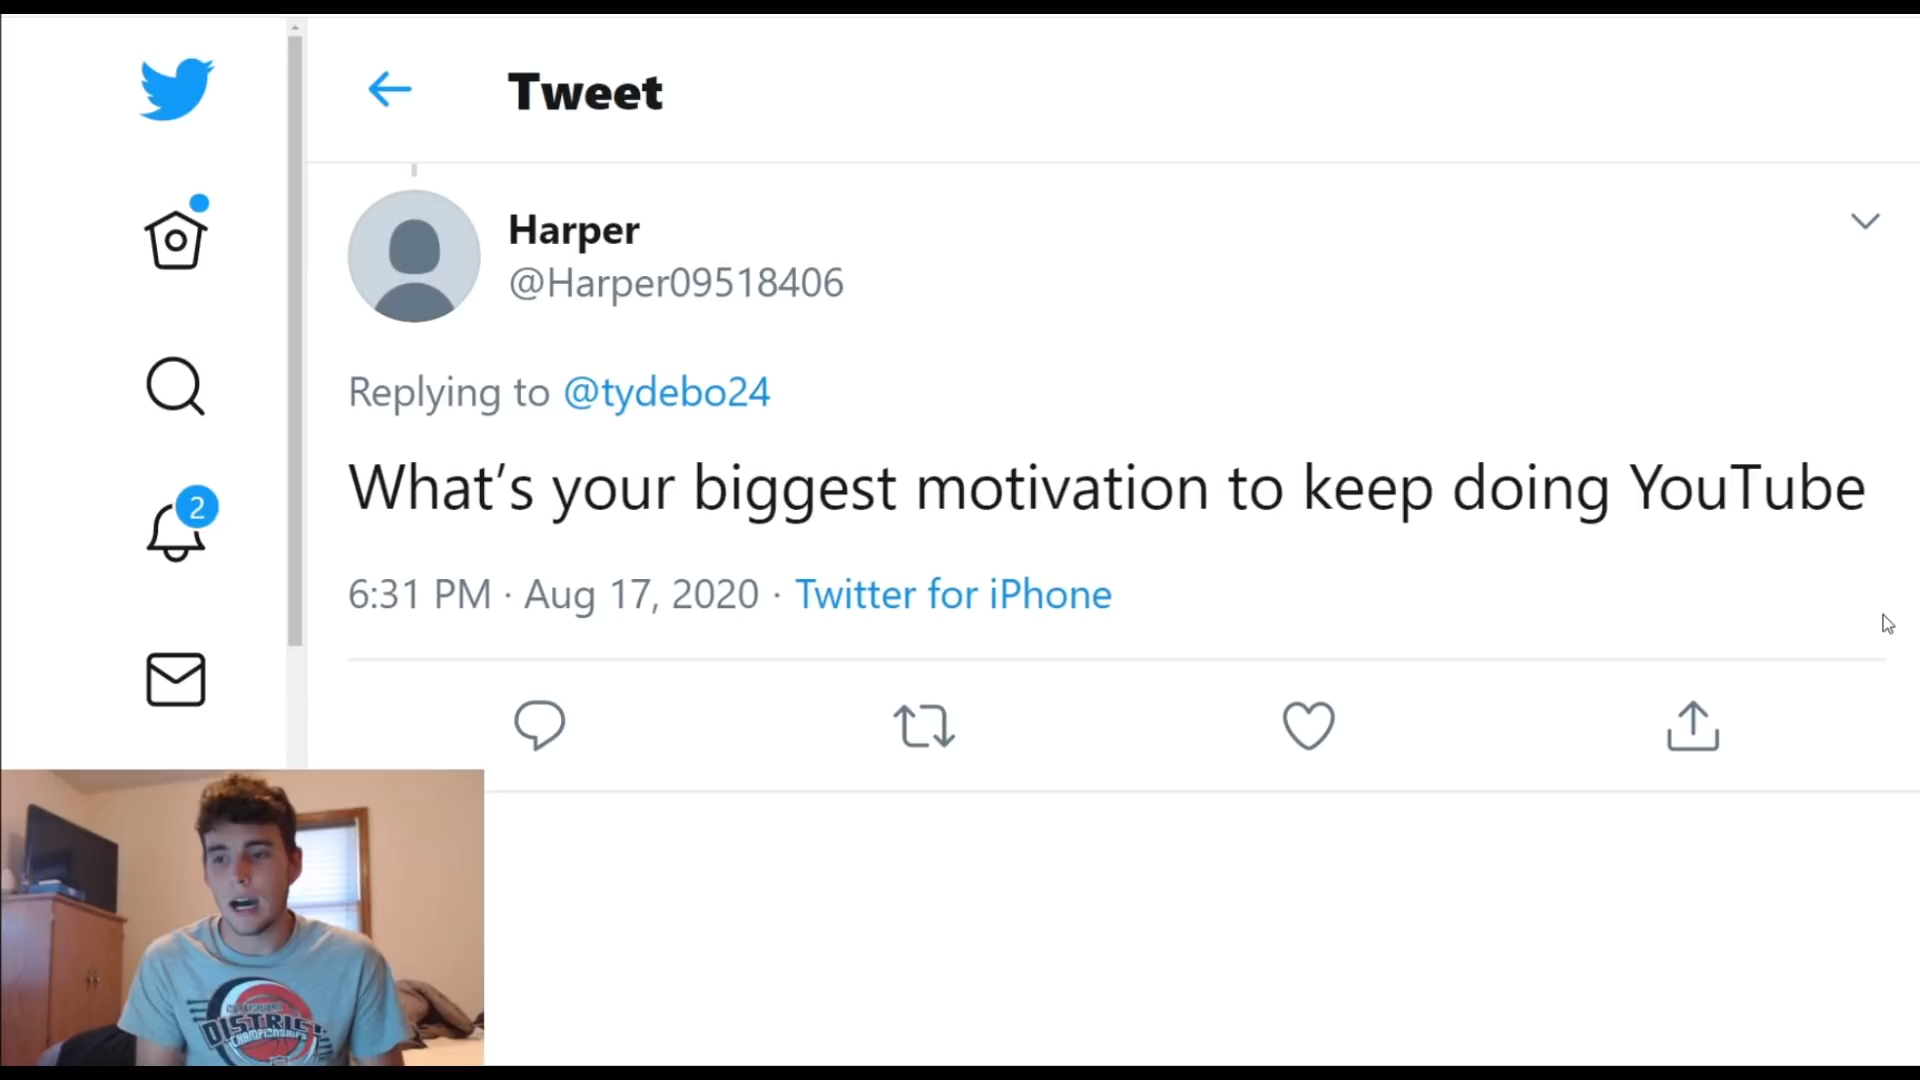 Tweet
Harper
@Harper09518406
Replying to @tydebo24
What's your biggest motivation to keep doing YouTube
2
6:31 PM · Aug 17, 2020 · Twitter for iPhone
DISTRICT
CHAMPIONSHIPS